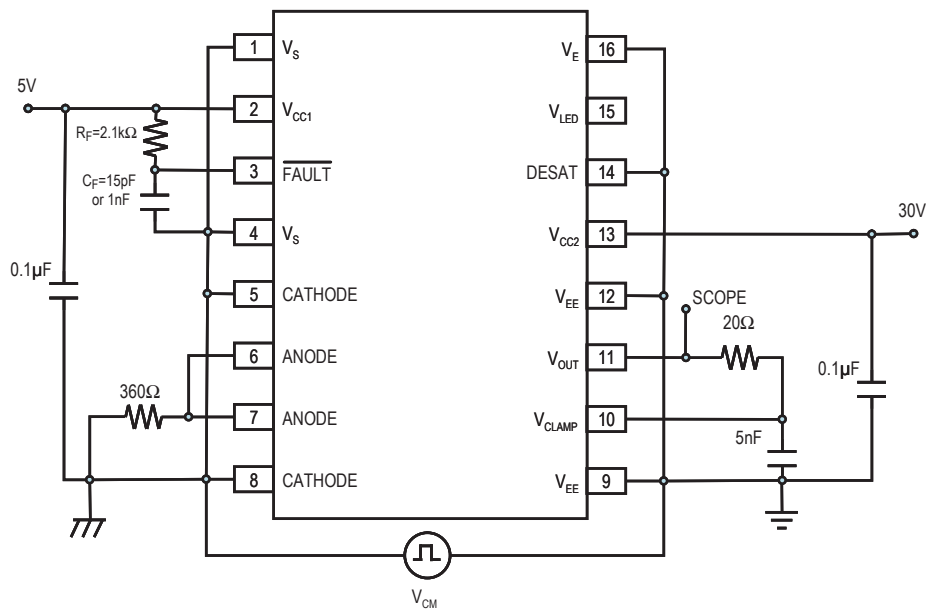 1 V_S
V_E 16
5V
2 V_CC1
V_LED 15
R_F=2.1kΩ
3 FAULT
DESAT 14
C_F=15pF
or 1nF
4 V_S
V_CC2 13
30V
0.1µF
5 CATHODE
V_EE 12
SCOPE
20Ω
6 ANODE
V_OUT 11
0.1µF
360Ω
7 ANODE
V_CLAMP 10
5nF
8 CATHODE
V_EE 9
V_CM